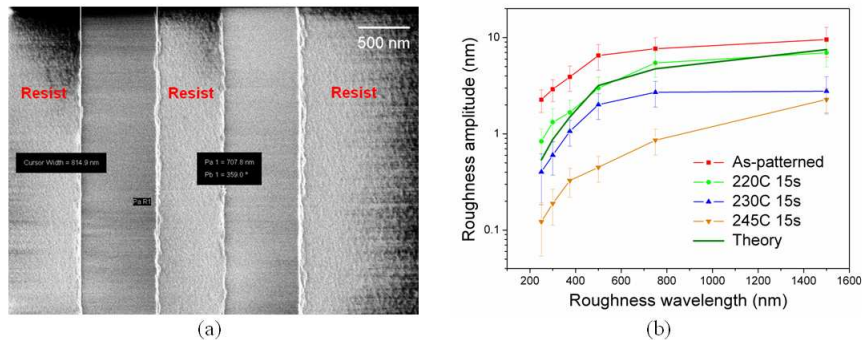 500 nm
Resist
Resist
Resist
Cursor Width = 814.9 nm
Pa 1 = 707.8 nm
Pb 1 = 359.0 °
Pa R1
(a)
Roughness amplitude (nm)
10
1
0.1
As-patterned
220C 15s
230C 15s
245C 15s
Theory
200 400 600 800 1000 1200 1400 1600
Roughness wavelength (nm)
(b)